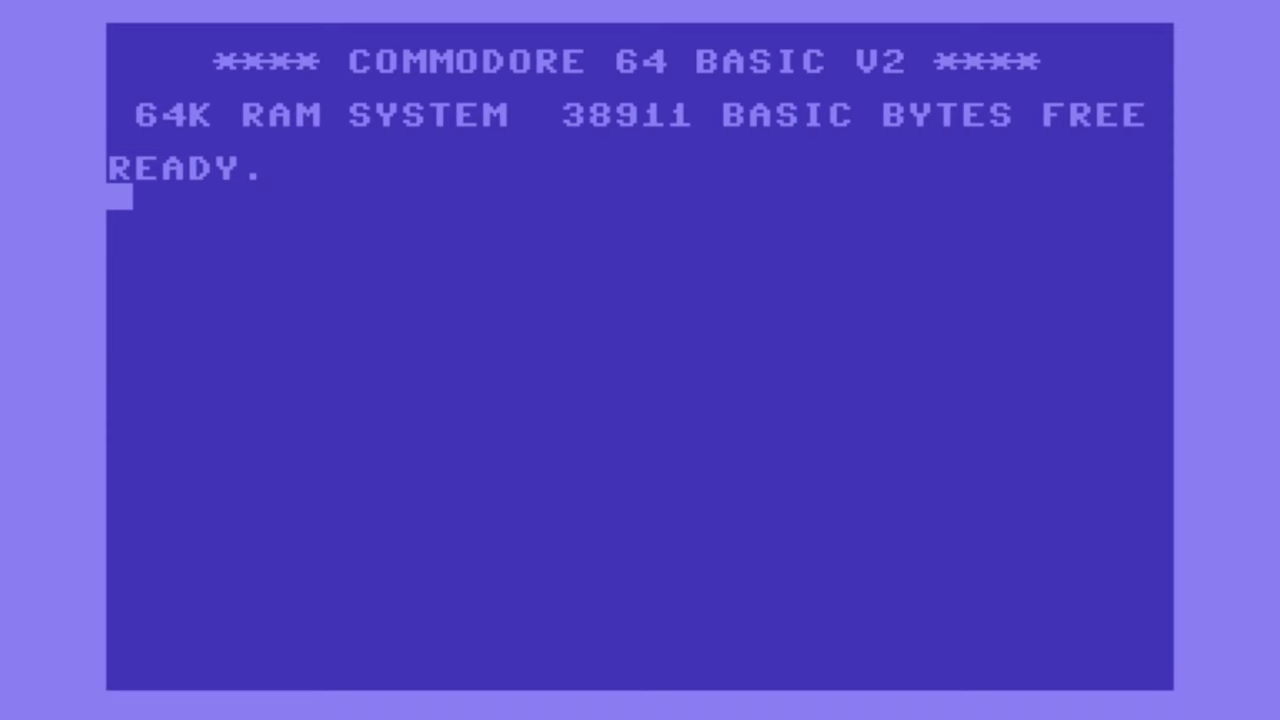 **** COMMODORE 64 BASIC V2 ****
64K RAM SYSTEM  38911 BASIC BYTES FREE
READY.